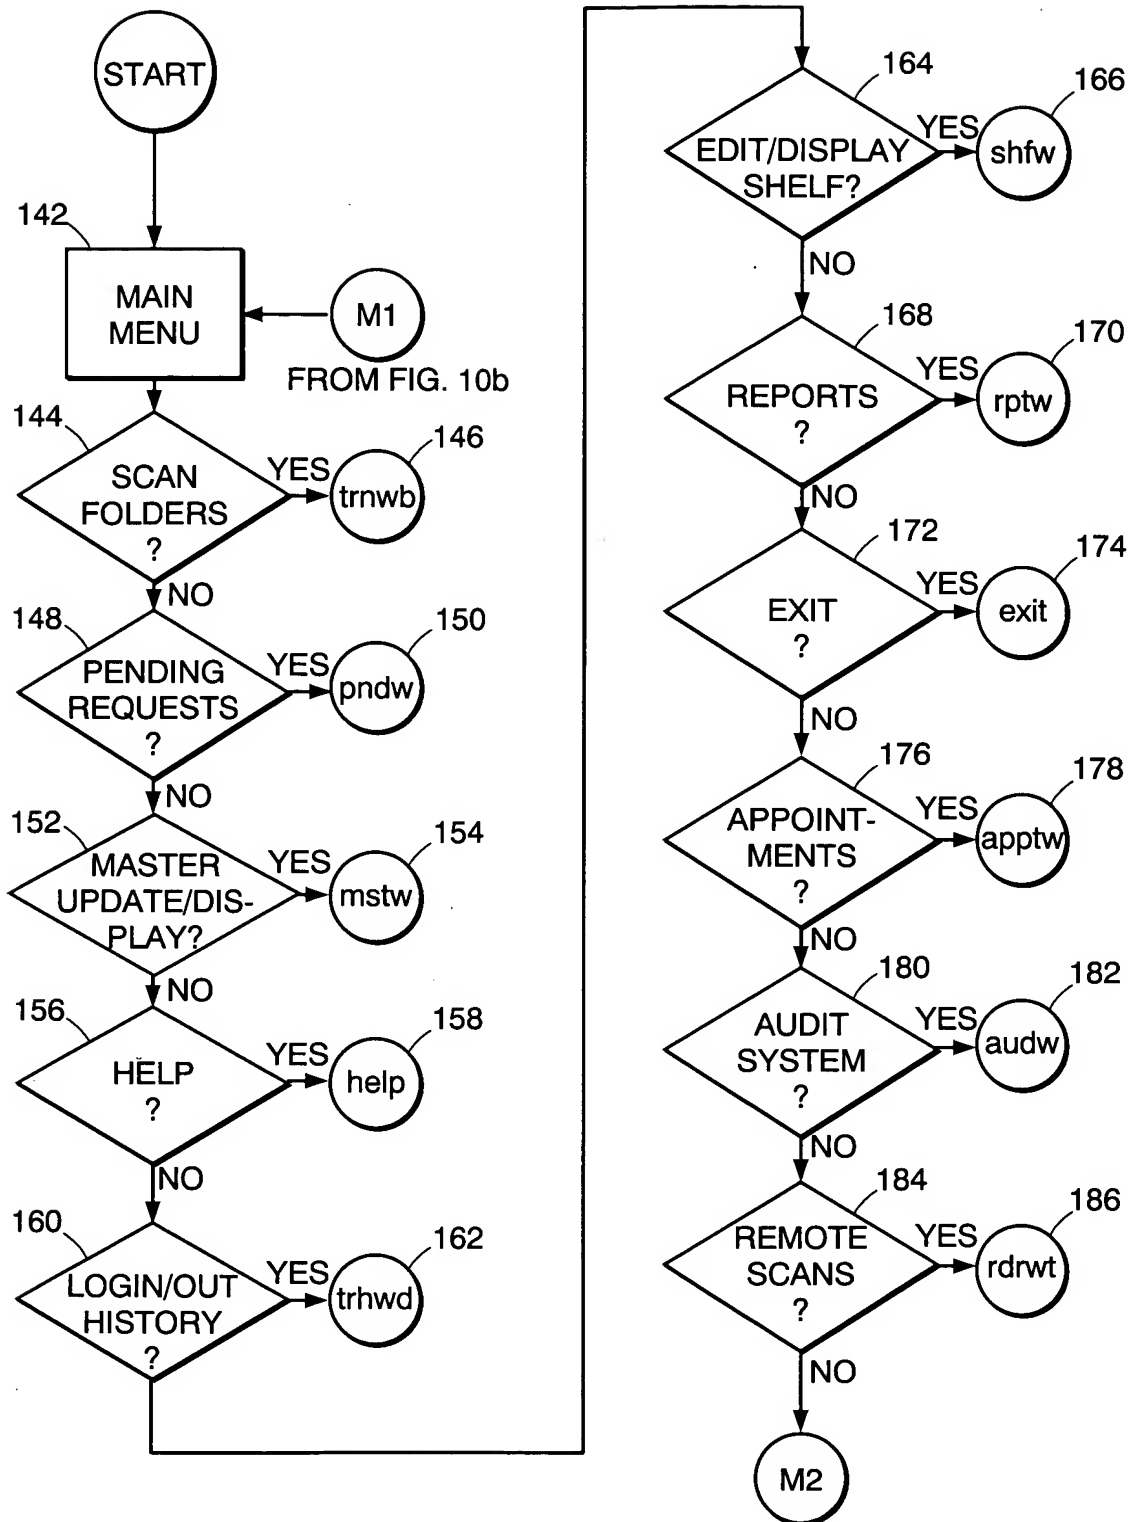 START
142
MAIN
MENU
M1
FROM FIG. 10b
144
SCAN
FOLDERS
?
YES
146
trnwb
NO
148
PENDING
REQUESTS
?
YES
150
pndw
NO
152
MASTER
UPDATE/DIS-
PLAY?
YES
154
mstw
NO
156
HELP
?
YES
158
help
NO
160
LOGIN/OUT
HISTORY
?
YES
162
trhwd
164
EDIT/DISPLAY
SHELF?
YES
166
shfw
NO
168
REPORTS
?
YES
170
rptw
NO
172
EXIT
?
YES
174
exit
NO
176
APPOINT-
MENTS
?
YES
178
apptw
NO
180
AUDIT
SYSTEM
?
YES
182
audw
NO
184
REMOTE
SCANS
?
YES
186
rdrwt
NO
M2